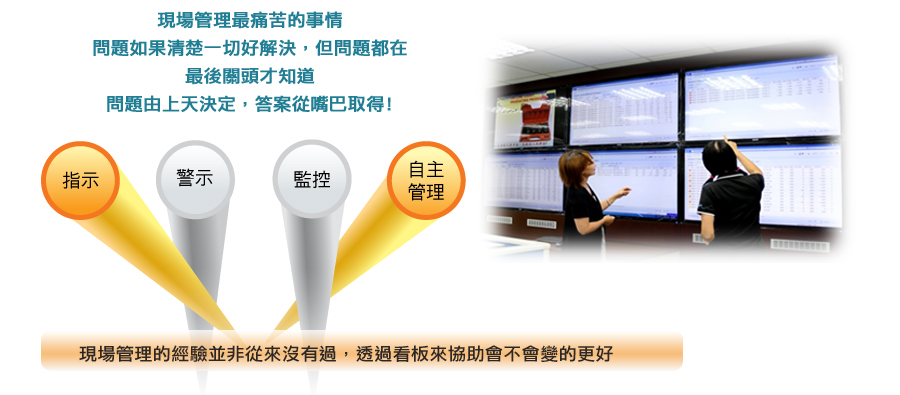 現場管理最痛苦的事情
問題如果清楚一切好解決，但問題都在
最後關頭才知道
問題由上天決定，答案從嘴巴取得!
指示
警示
監控
自主
管理
現場管理的經驗並非從來沒有過，透過看板來協助會不會變的更好